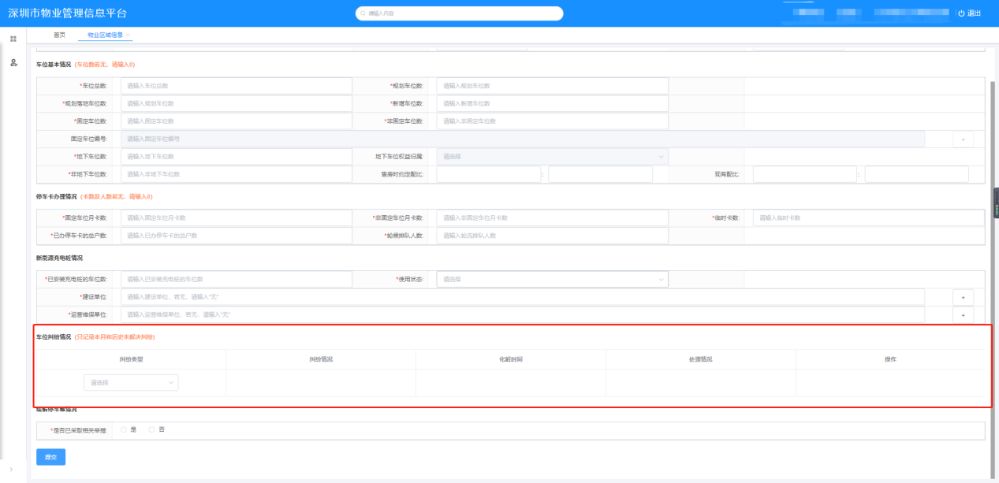 深圳市物业管理信息平台
请输入内容
退出
首页 物业区域信息
车位基本情况 (车位数若无，请输入0)
*车位总数: 请输入车位总数 *规划车位数: 请输入规划车位数
*规划落地车位数: 请输入规划车位数 *新增车位数: 请输入新增车位数
*固定车位数: 请输入固定车位数 *非固定车位数: 请输入非固定车位数
固定车位编号: 请输入固定车位编号 +
*地下车位数: 请输入地下车位数 地下车位权益归属: 请选择
*非地下车位数: 请输入非地下车位数 售房时约定配比: : 现有配比: :
停车卡办理情况 (卡数及人数若无，请输入0)
*固定车位月卡数: 请输入固定车位月卡数 *非固定车位月卡数: 请输入非固定车位月卡数 *临时卡数: 请输入临时卡数
*已办停车卡的总户数: 请输入已办停车卡的总户数 *轮候排队人数: 请输入轮流排队人数
新能源充电桩情况
*已安装充电桩的车位数: 请输入已安装充电桩的车位数 *使用状态: 请选择
*建设单位: 请输入建设单位，若无，请输入"无" +
*运营维保单位: 请输入运营维保单位，若无，请输入"无" +
车位纠纷情况 (只记录本月和历史未解决纠纷)
纠纷类型 纠纷情况 化解时间 处理情况 操作
请选择
缓解停车难情况
*是否已采取相关举措: 是 否
提交